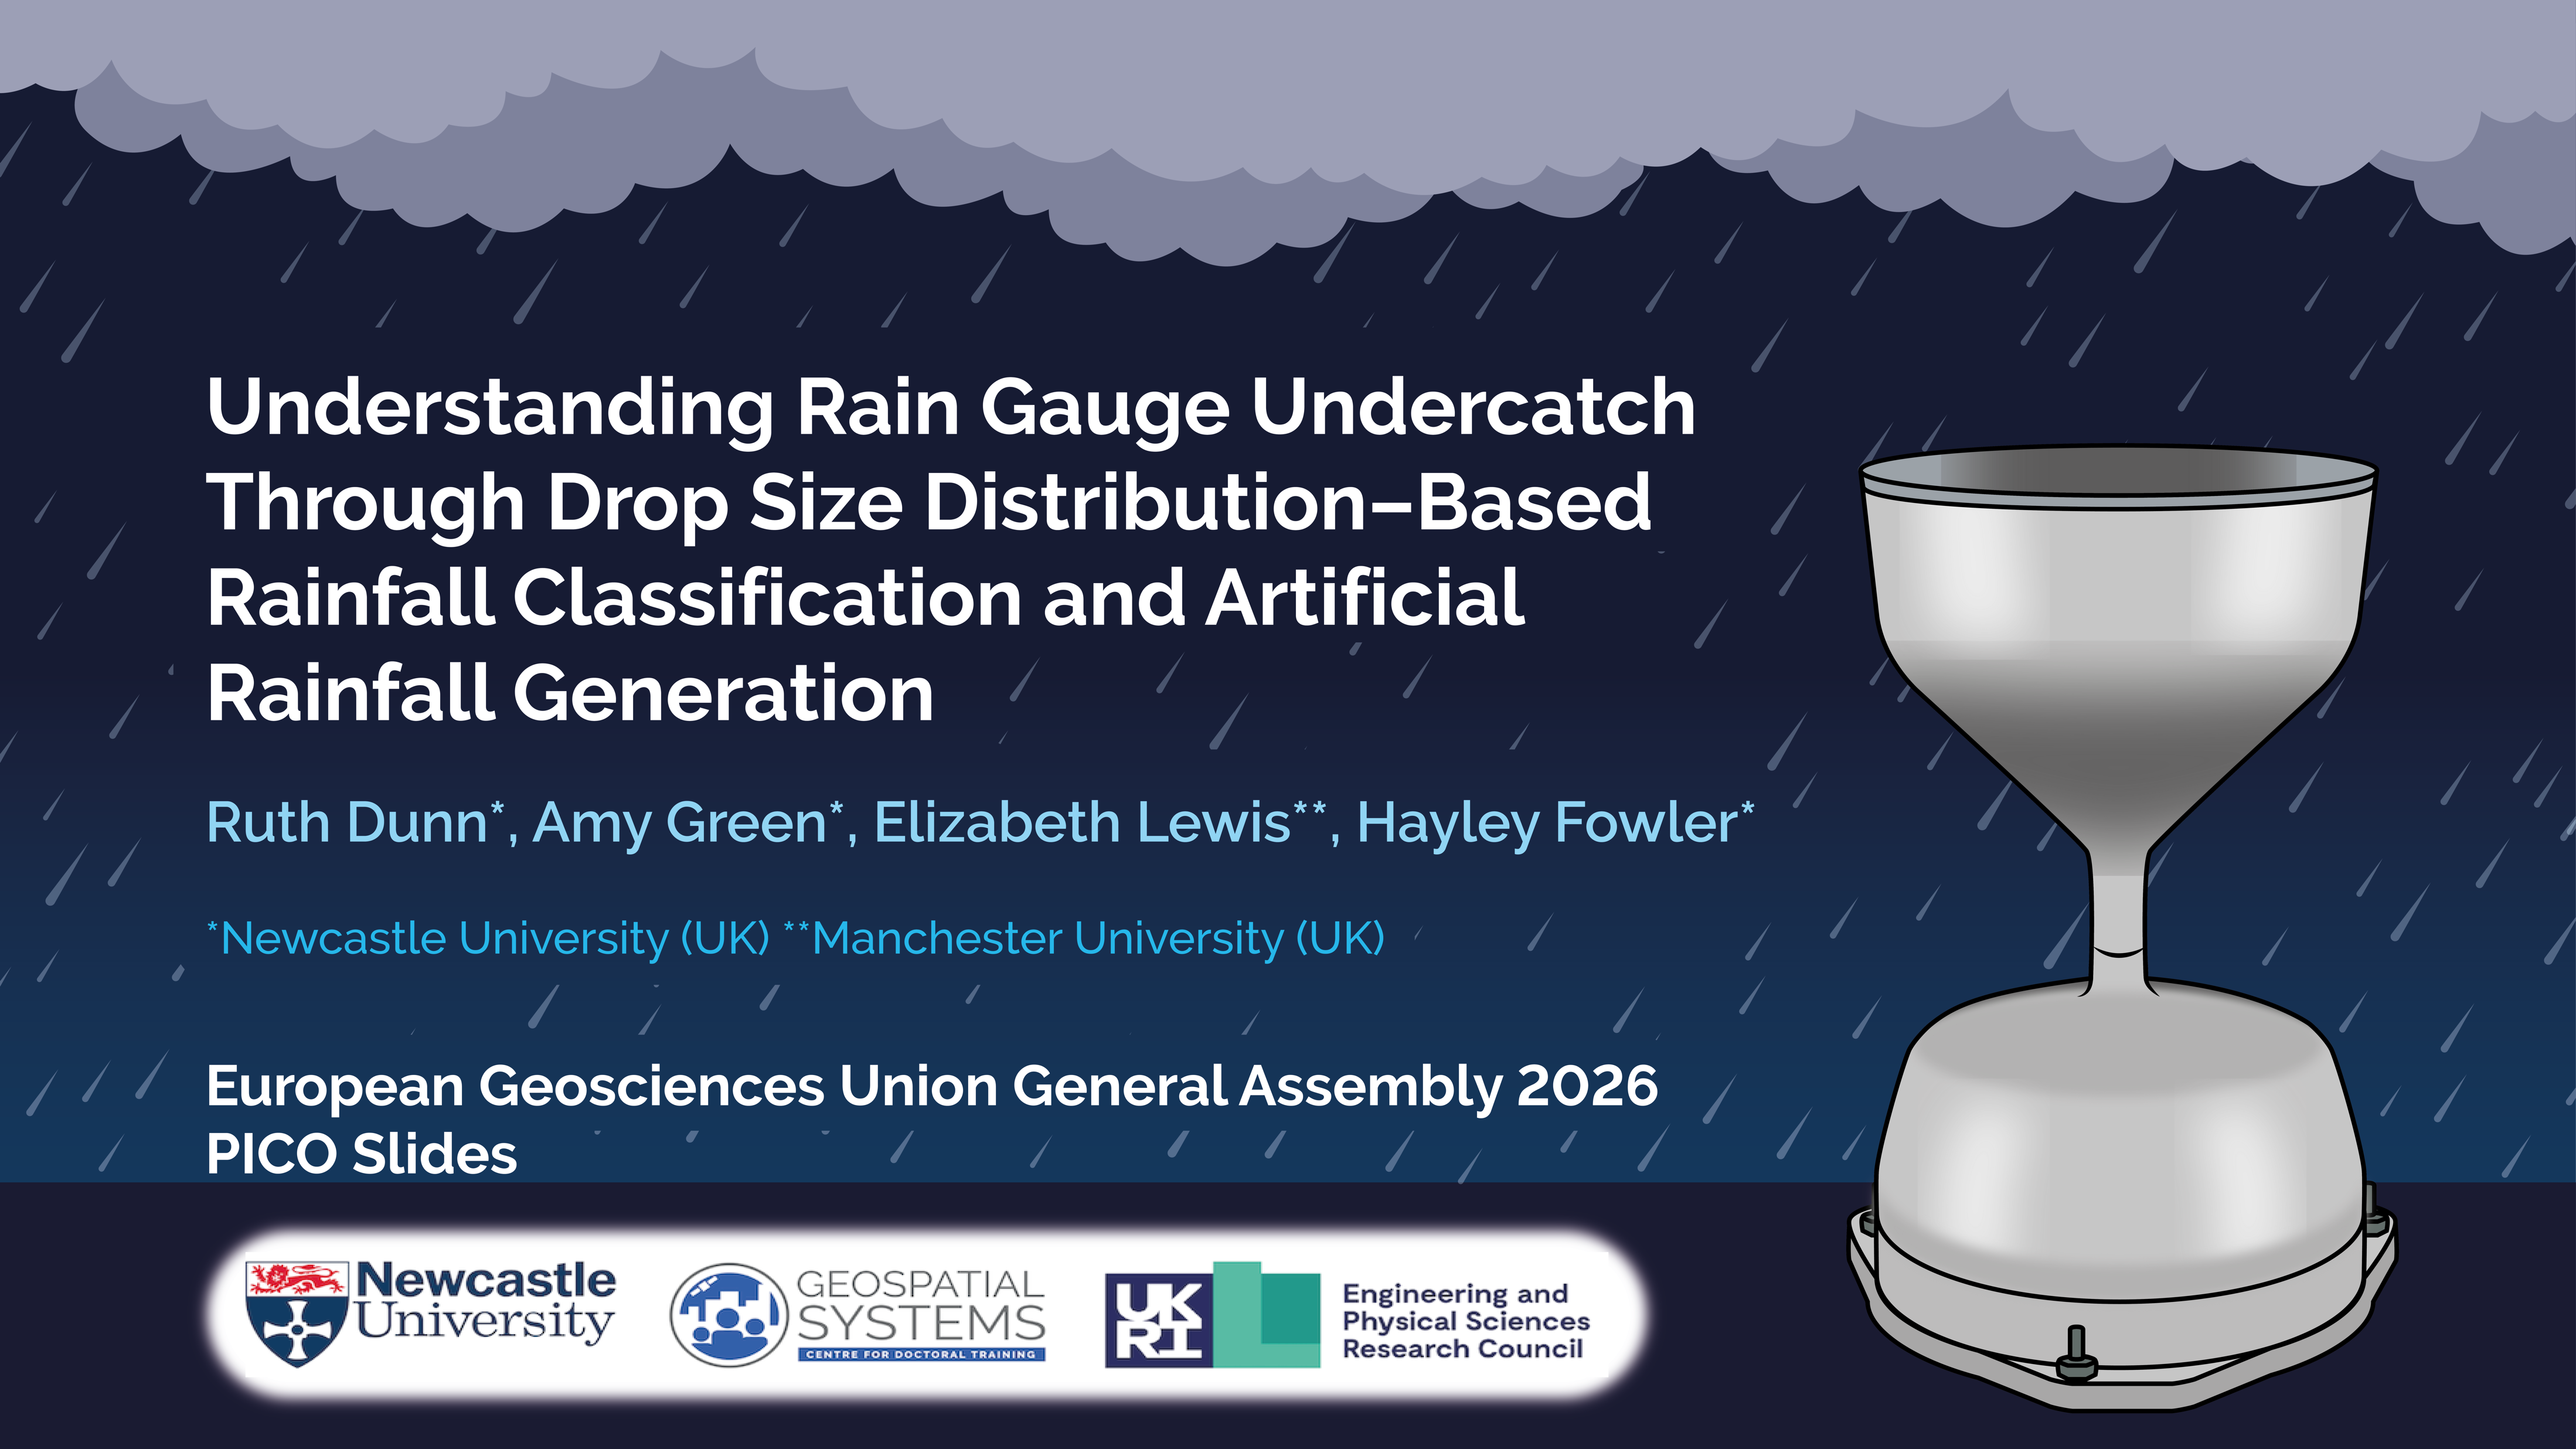 Understanding Rain Gauge Undercatch
Through Drop Size Distribution–Based
Rainfall Classification and Artificial
Rainfall Generation
Ruth Dunn*, Amy Green*, Elizabeth Lewis**, Hayley Fowler*
*Newcastle University (UK) **Manchester University (UK)
European Geosciences Union General Assembly 2026
PICO Slides
Newcastle
University
GEOSPATIAL
SYSTEMS
CENTRE FOR DOCTORAL TRAINING
UK
RI
Engineering and
Physical Sciences
Research Council